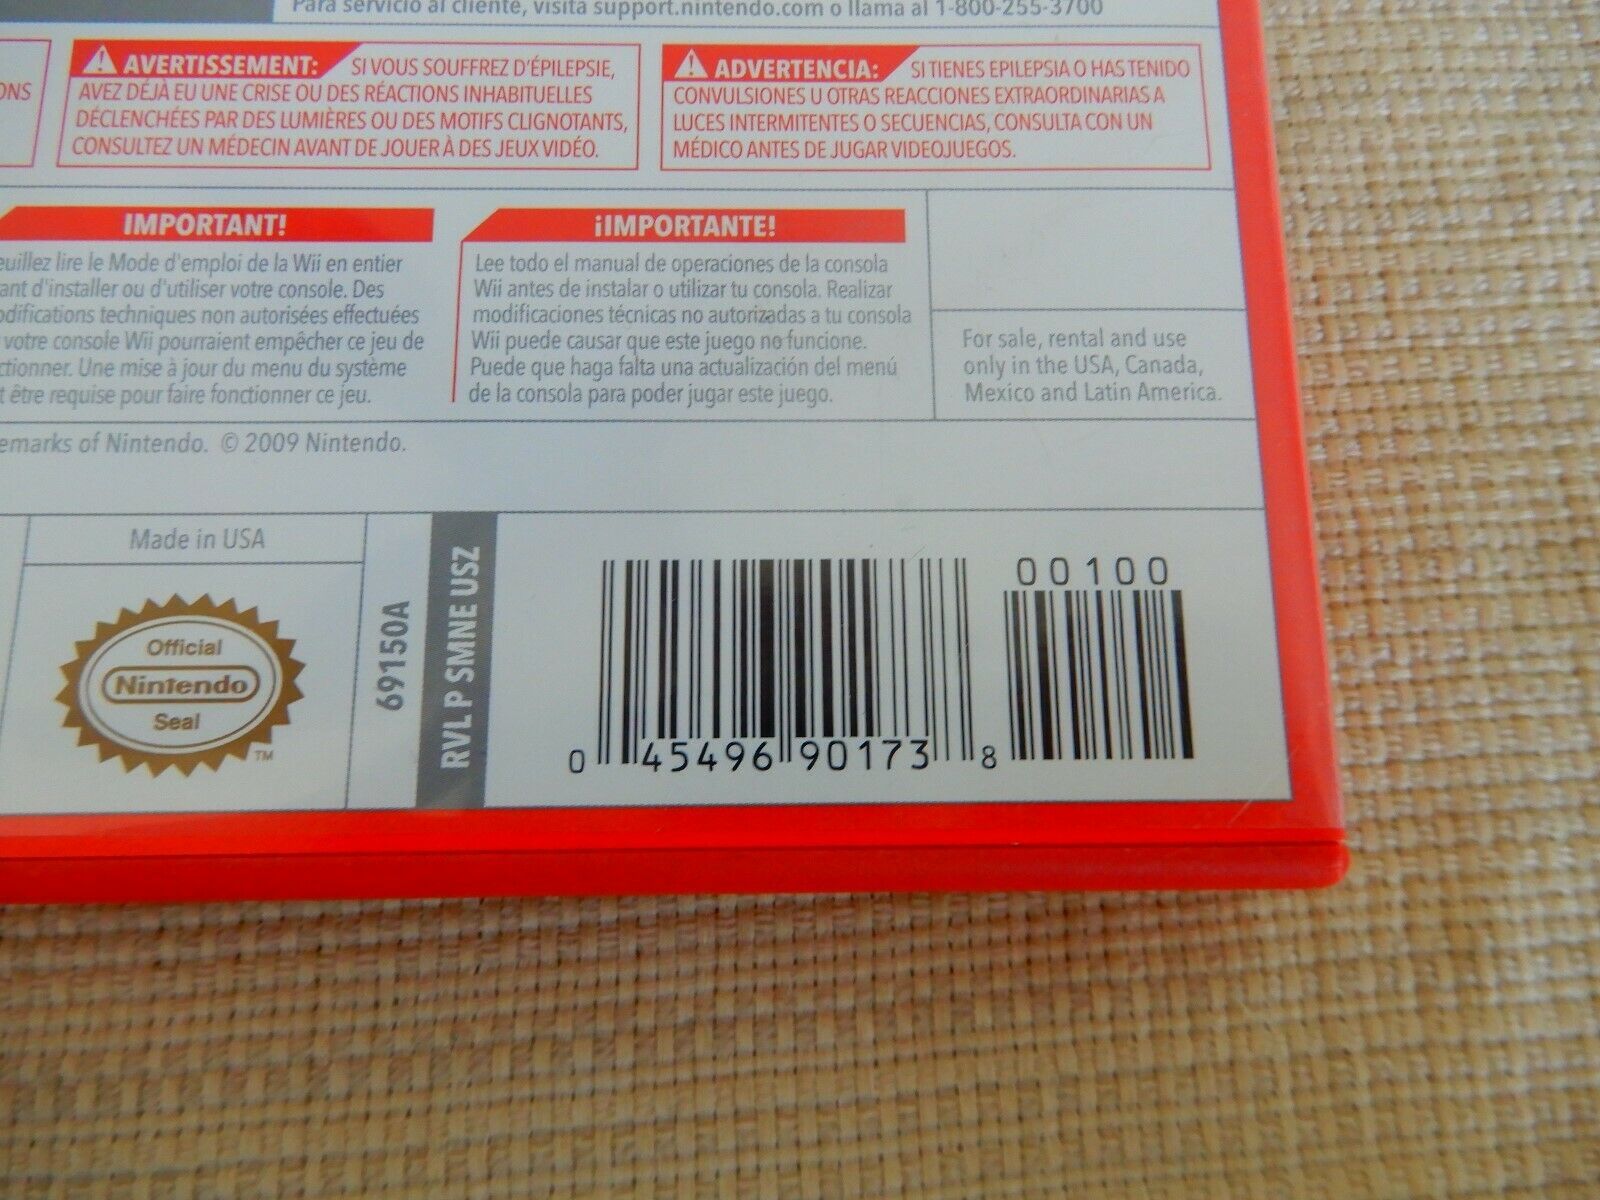 Para servicio al cliente, visita support.nintendo.com o llama al 1-800-255-3700
AVERTISSEMENT: SI VOUS SOUFFREZ D'ÉPILEPSIE,
AVEZ DÉJÀ EU UNE CRISE OU DES RÉACTIONS INHABITUELLES
DÉCLENCHÉES PAR DES LUMIÈRES OU DES MOTIFS CLIGNOTANTS,
CONSULTEZ UN MÉDECIN AVANT DE JOUER À DES JEUX VIDÉO.
ADVERTENCIA: SI TIENES EPILEPSIA O HAS TENIDO
CONVULSIONES U OTRAS REACCIONES EXTRAORDINARIAS A
LUCES INTERMITENTES O SECUENCIAS, CONSULTA CON UN
MÉDICO ANTES DE JUGAR VIDEOJUEGOS.
IMPORTANT!
euillez lire le Mode d'emploi de la Wii en entier
ant d'installer ou d'utiliser votre console. Des
odifications techniques non autorisées effectuées
votre console Wii pourraient empêcher ce jeu de
ctionner. Une mise à jour du menu du système
t être requise pour faire fonctionner ce jeu.
¡IMPORTANTE!
Lee todo el manual de operaciones de la consola
Wii antes de instalar o utilizar tu consola. Realizar
modificaciones técnicas no autorizadas a tu consola
Wii puede causar que este juego no funcione.
Puede que haga falta una actualización del menú
de la consola para poder jugar este juego.
For sale, rental and use
only in the USA, Canada,
Mexico and Latin America.
emarks of Nintendo. © 2009 Nintendo.
Made in USA
Official
Nintendo
Seal
TM
69150A
RVL P SMNE USZ
00100
0 45496 90173 8